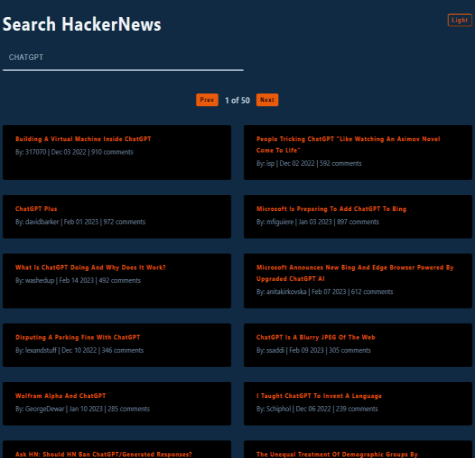 Search HackerNews
Light
CHATGPT
Prev 1 of 50 Next
Building A Virtual Machine Inside ChatGPT
By: 317070 | Dec 03 2022 | 910 comments
People Tricking ChatGPT "Like Watching An Asimov Novel
Come To Life"
By: isp | Dec 02 2022 | 592 comments
ChatGPT Plus
By: davidbarker | Feb 01 2023 | 972 comments
Microsoft Is Preparing To Add ChatGPT To Bing
By: mfiguiere | Jan 03 2023 | 897 comments
What Is ChatGPT Doing And Why Does It Work?
By: washedup | Feb 14 2023 | 492 comments
Microsoft Announces New Bing And Edge Browser Powered By
Upgraded ChatGPT AI
By: anitakirkovska | Feb 07 2023 | 612 comments
Disputing A Parking Fine With ChatGPT
By: lexandstuff | Dec 10 2022 | 346 comments
ChatGPT Is A Blurry JPEG Of The Web
By: ssaddi | Feb 09 2023 | 305 comments
Wolfram Alpha And ChatGPT
By: GeorgeDewar | Jan 10 2023 | 285 comments
I Taught ChatGPT To Invent A Language
By: Schiphol | Dec 06 2022 | 239 comments
Ask HN: Should HN Ban ChatGPT/Generated Responses?
The Unequal Treatment Of Demographic Groups By